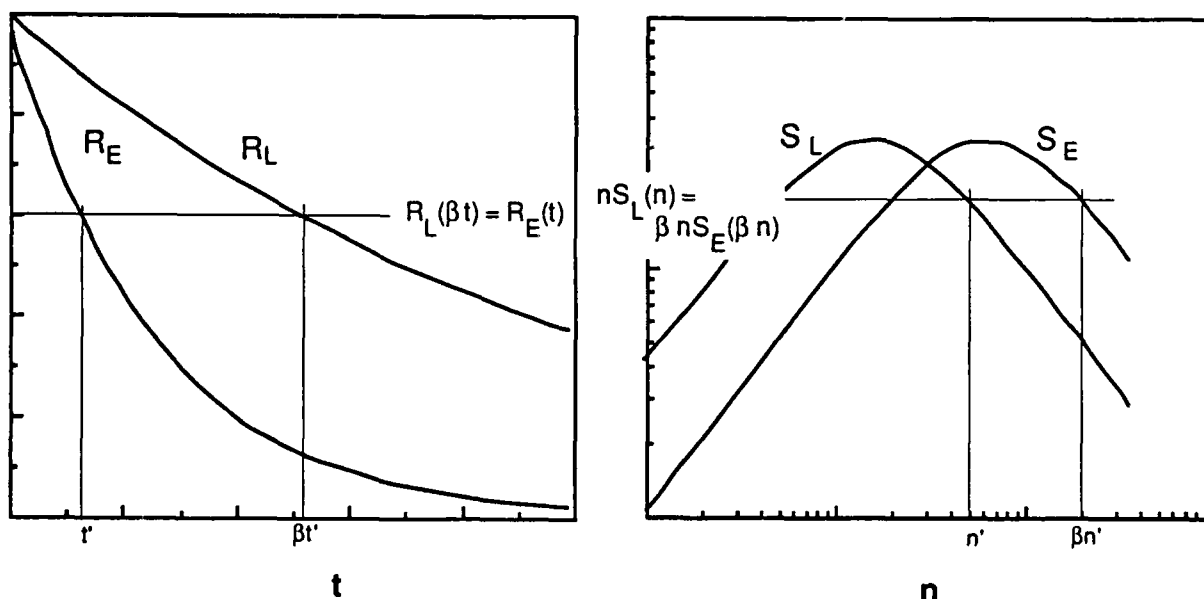 R_E
R_L
R_L(βt) = R_E(t)
t'
βt'
t
S_L
S_E
nS_L(n) =
βnS_E(βn)
n'
βn'
n